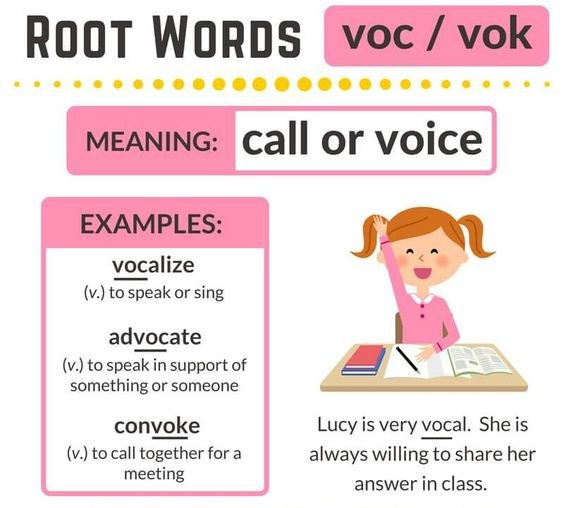 ROOT WORDS
voc / vok
MEANING: call or voice
EXAMPLES:
vocalize
(v.) to speak or sing
advocate
(v.) to speak in support of
something or someone
convoke
(v.) to call together for a
meeting
Lucy is very vocal. She is
always willing to share her
answer in class.